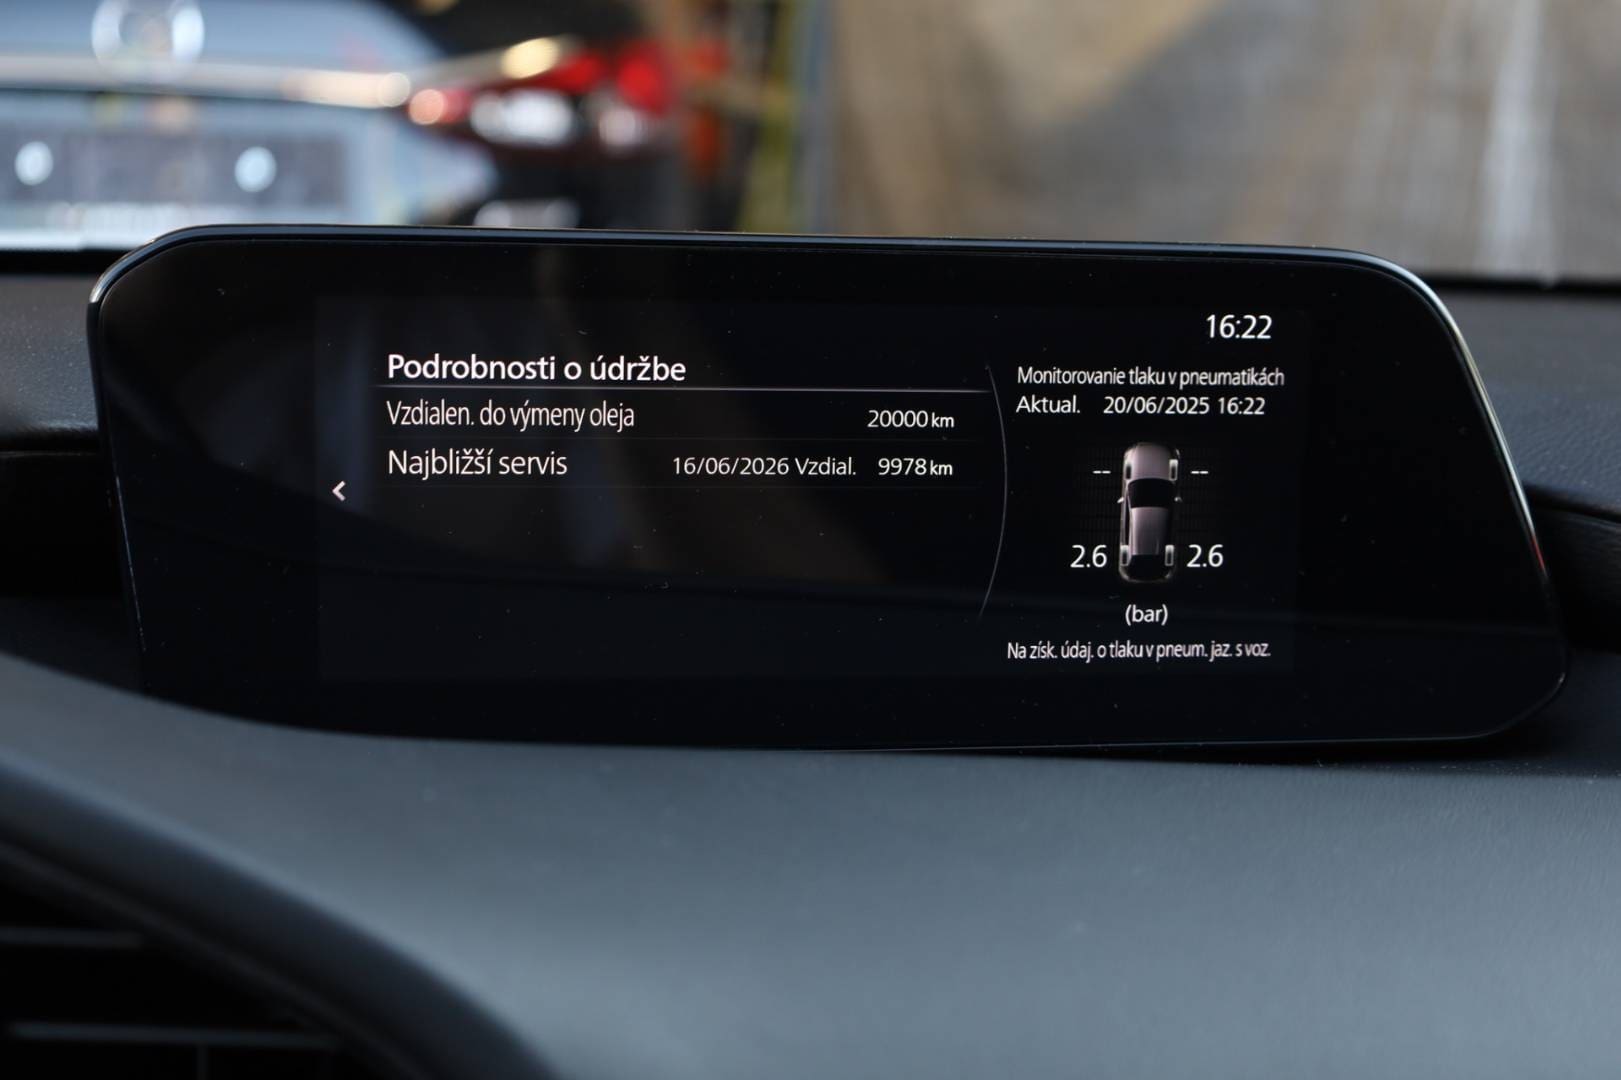 16:22
Podrobnosti o údržbe
Vzdialen. do výmeny oleja 20000 km
Najbližší servis 16/06/2026 Vzdial. 9978 km
Monitorovanie tlaku v pneumatikách
Aktual. 20/06/2025 16:22
-- --
2.6 2.6
(bar)
Na získ. údaj. o tlaku v pneum. jaz. s voz.